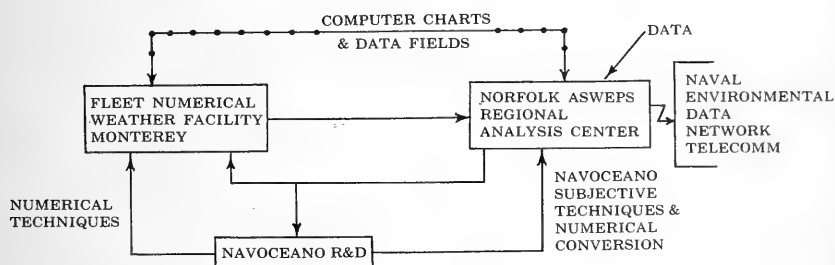 COMPUTER CHARTS
& DATA FIELDS
DATA
FLEET NUMERICAL
WEATHER FACILITY
MONTEREY
NORFOLK ASWEPS
REGIONAL
ANALYSIS CENTER
NAVAL
ENVIRONMENTAL
DATA
NETWORK
TELECOMM
NUMERICAL
TECHNIQUES
NAVOCEANO R&D
NAVOCEANO
SUBJECTIVE
TECHNIQUES &
NUMERICAL
CONVERSION